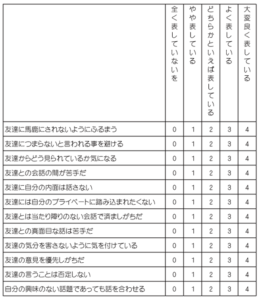 全く表していないを
やや表している
どちらかといえば表している
よく表している
大変良く表している
友達に馬鹿にされないようにふるまう 0 1 2 3 4
友達につまらないと言われる事を避ける 0 1 2 3 4
友達からどう見られているか気になる 0 1 2 3 4
友達との会話の間が苦手だ 0 1 2 3 4
友達に自分の内面は話さない 0 1 2 3 4
友達には自分のプライベートに踏み込まれたくない 0 1 2 3 4
友達とは当たり障りのない会話で済ましがちだ 0 1 2 3 4
友達との真面目な話は苦手だ 0 1 2 3 4
友達の気分を害さないように気を付けている 0 1 2 3 4
友達の意見を優先しがちだ 0 1 2 3 4
友達の言うことは否定しない 0 1 2 3 4
自分の興味のない話題であっても話を合わせる 0 1 2 3 4